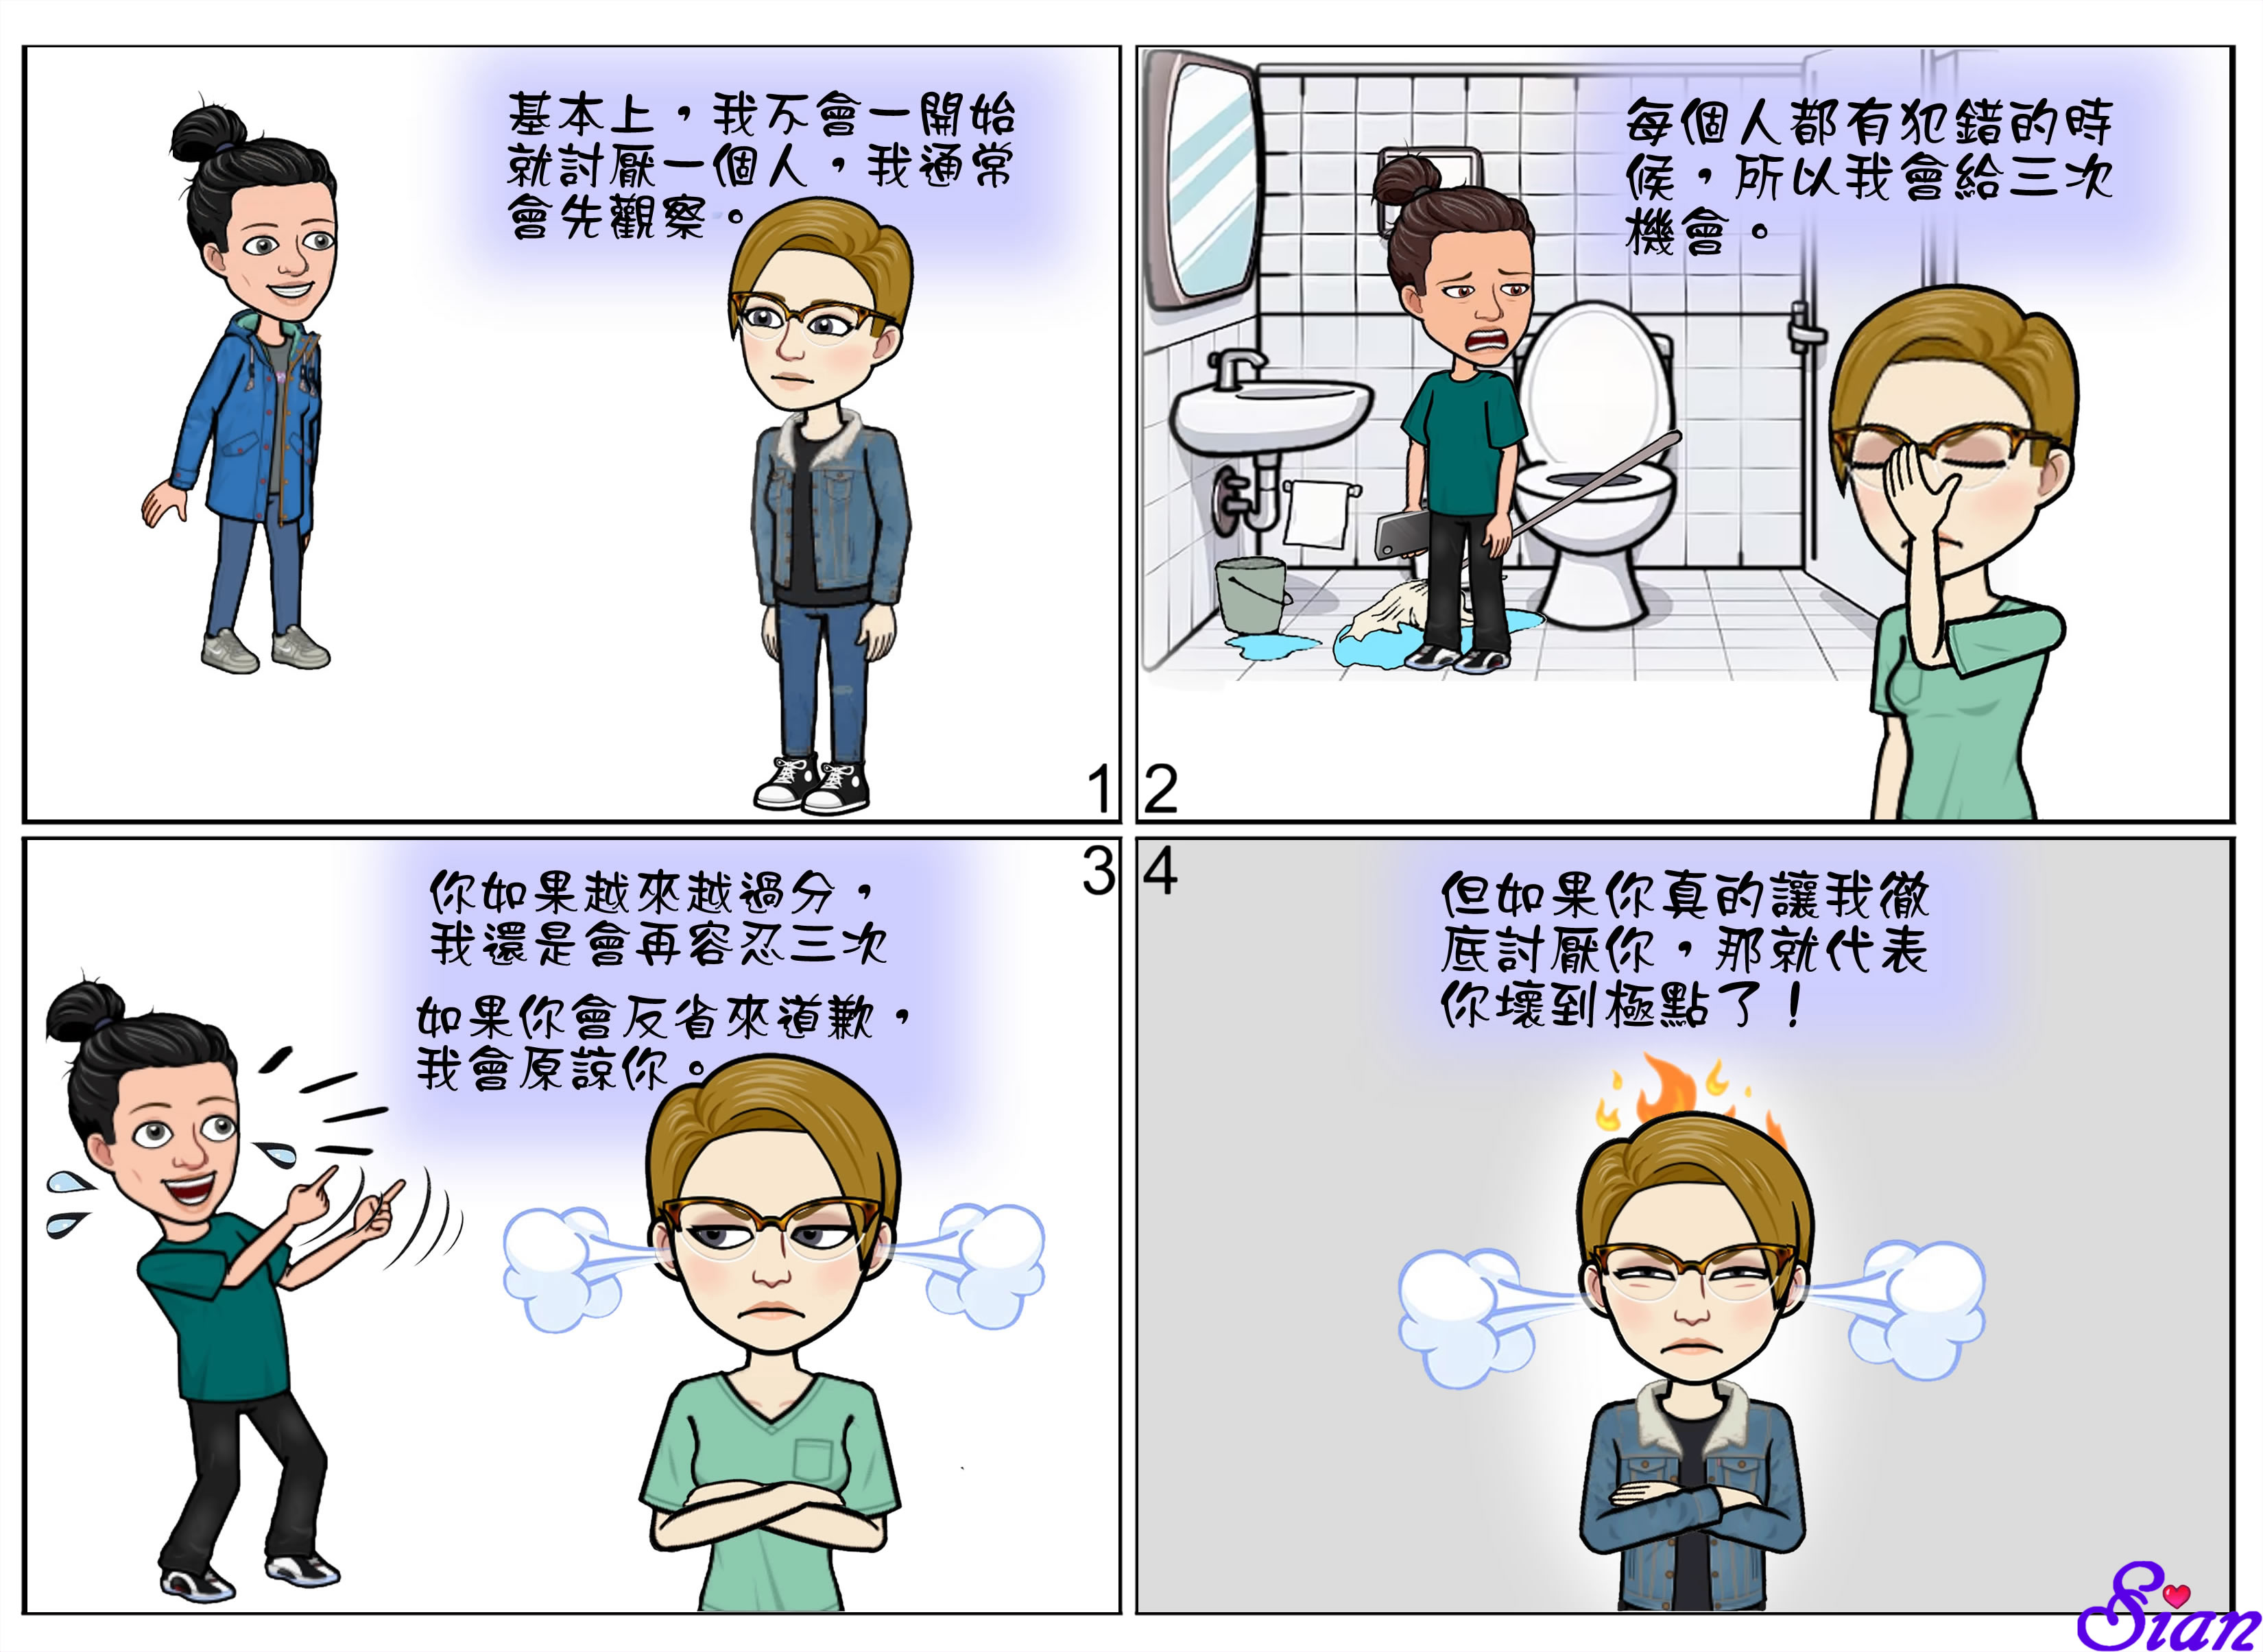 基本上，我不會一開始
就討厭一個人，我通常
會先觀察。
1
每個人都有犯錯的時
候，所以我會給三次
機會。
2
你如果越來越過分，
我還是會再容忍三次
如果你會反省來道歉，
我會原諒你。
3
4
但如果你真的讓我徹
底討厭你，那就代表
你壞到極點了！
Sian